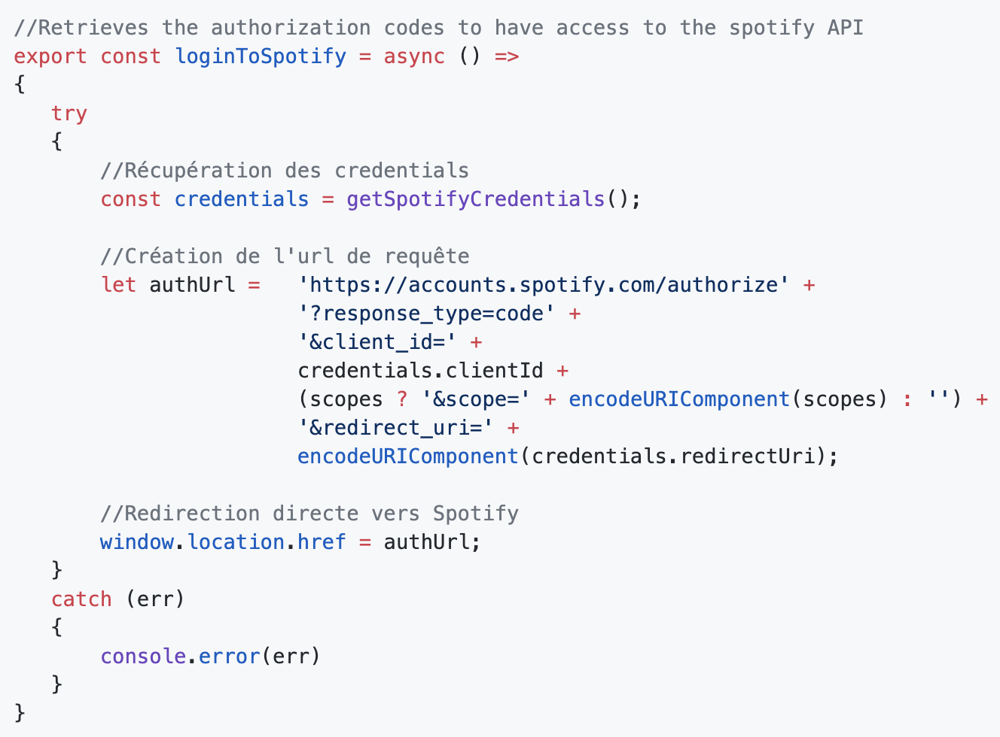 //Retrieves the authorization codes to have access to the spotify API
export const loginToSpotify = async () =>
{
   try
   {
       //Récupération des credentials
       const credentials = getSpotifyCredentials();

       //Création de l'url de requête
       let authUrl =   'https://accounts.spotify.com/authorize' +
                       '?response_type=code' +
                       '&client_id=' +
                       credentials.clientId +
                       (scopes ? '&scope=' + encodeURIComponent(scopes) : '') +
                       '&redirect_uri=' +
                       encodeURIComponent(credentials.redirectUri);

       //Redirection directe vers Spotify
       window.location.href = authUrl;
   }
   catch (err)
   {
       console.error(err)
   }
}